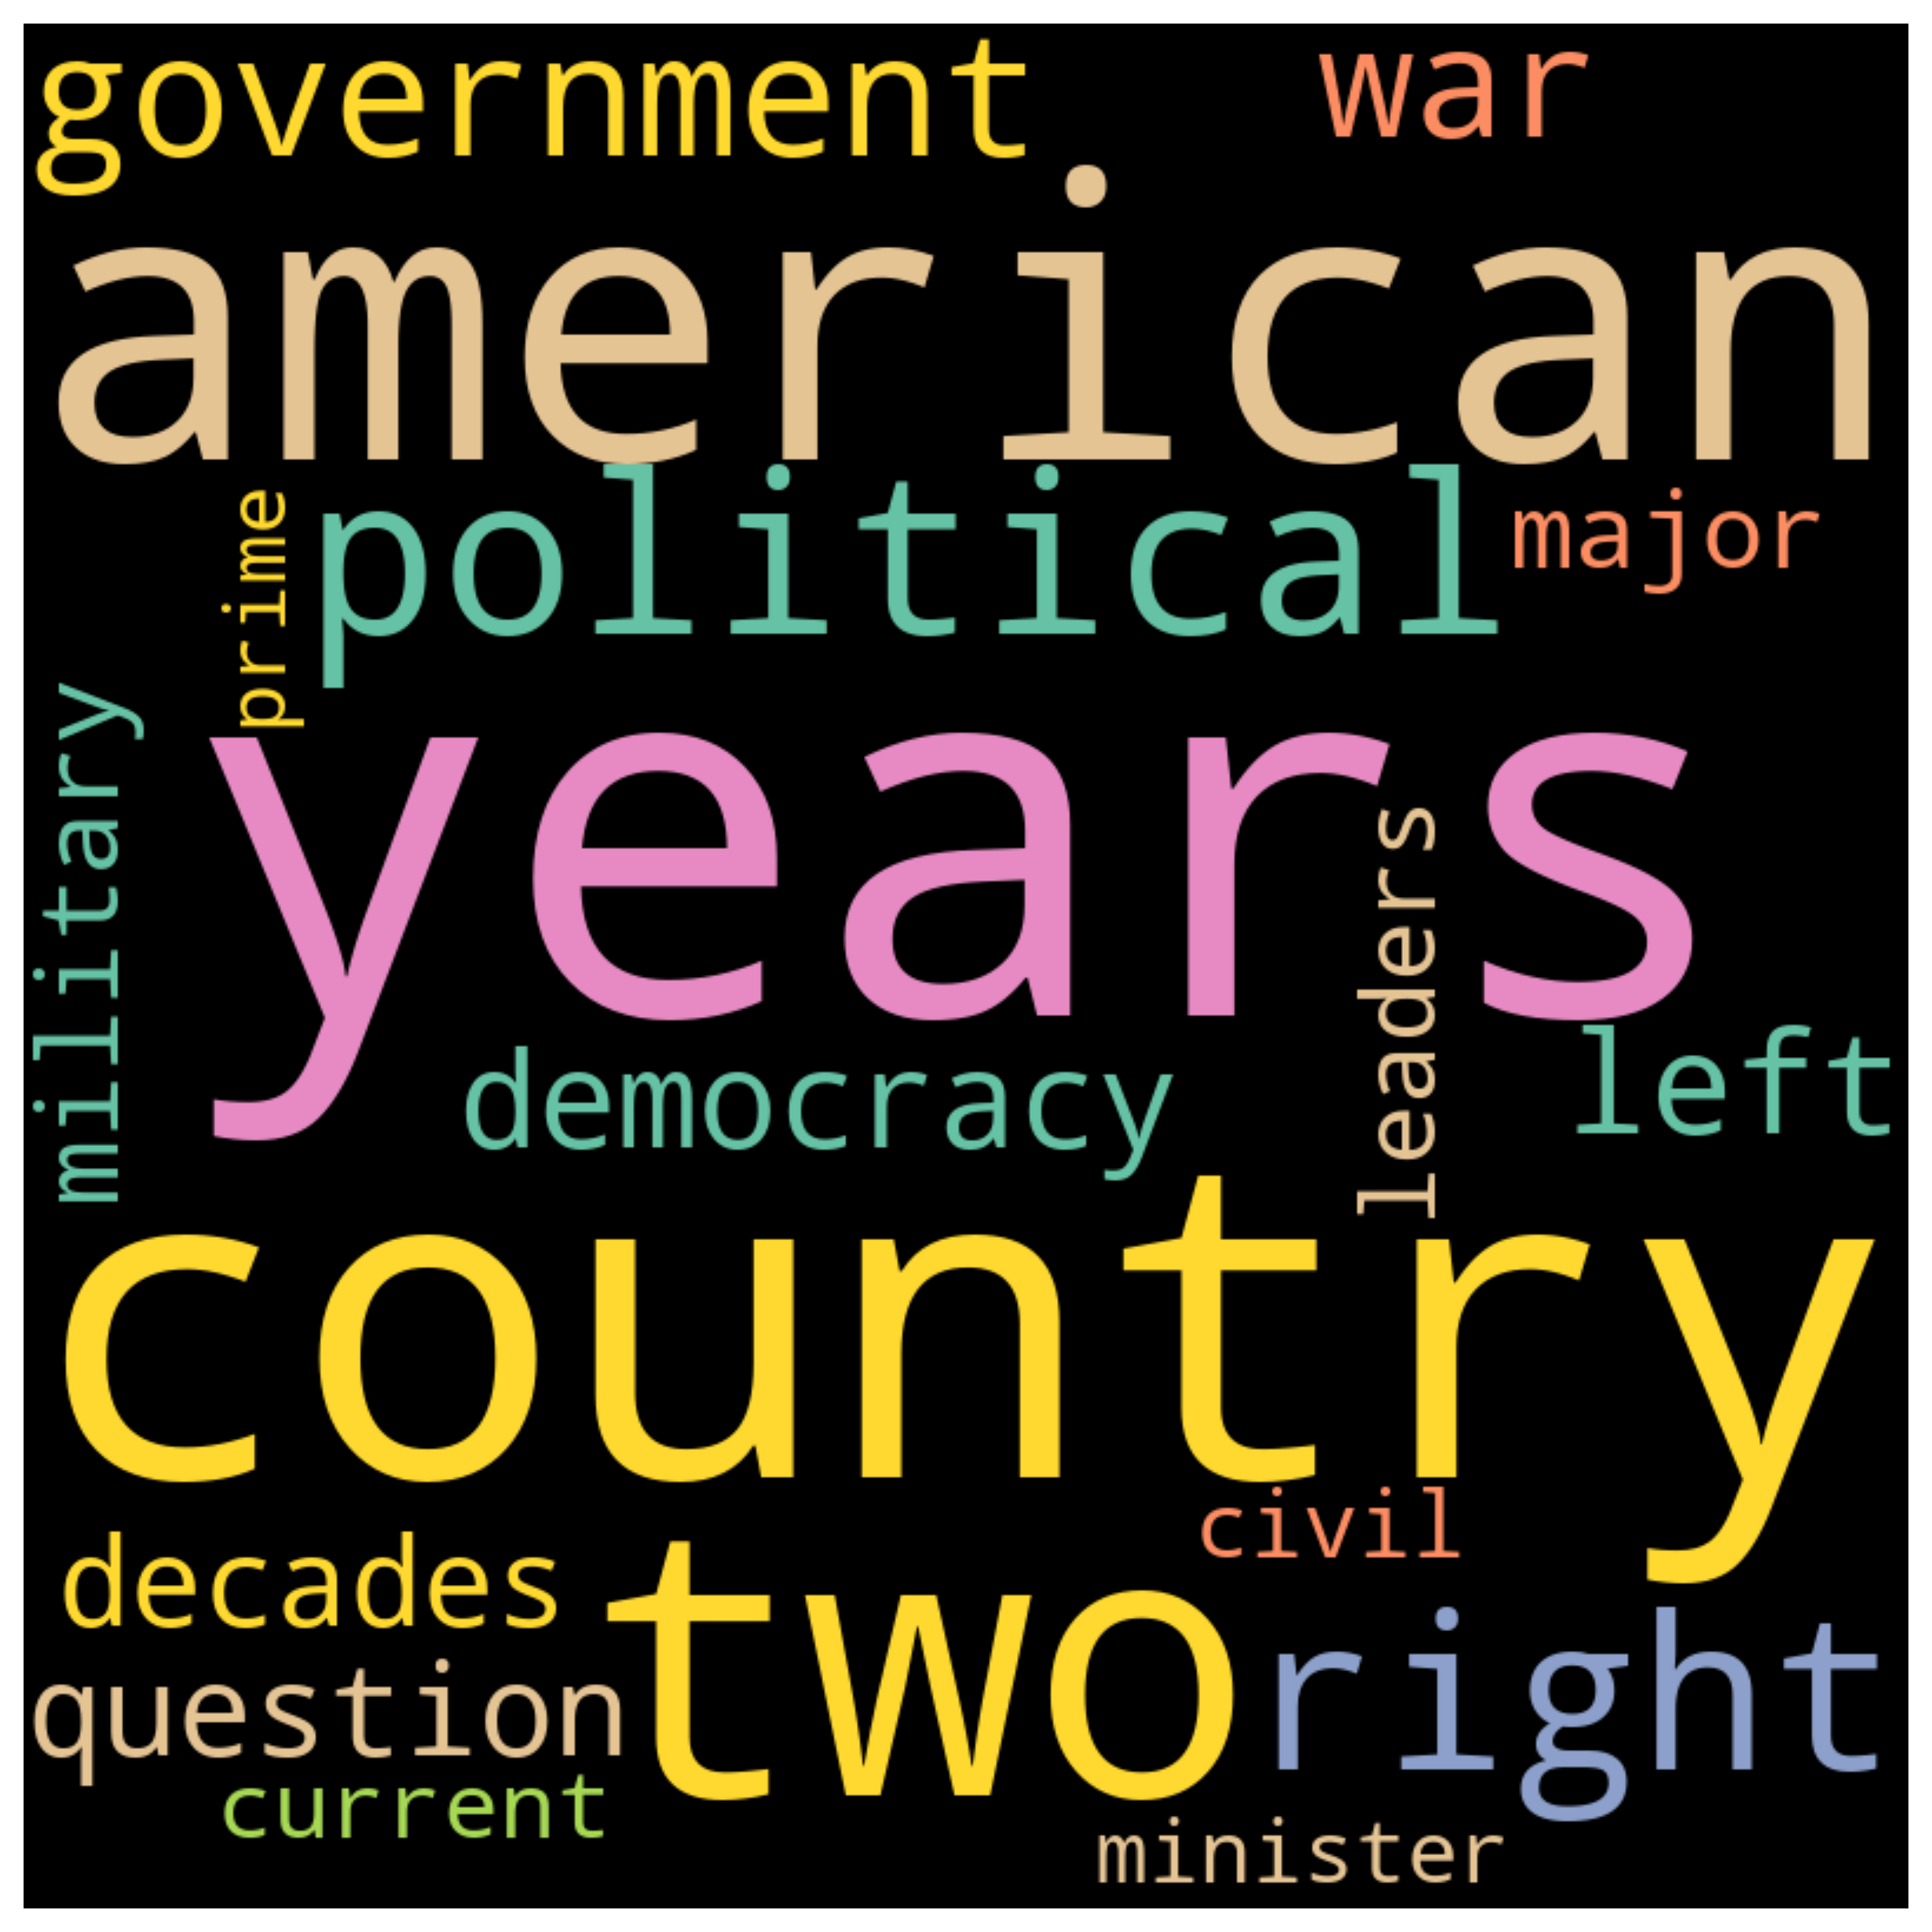 government
war
american
prime
political
major
military
years
leaders
democracy
left
country
civil
decades
two
right
question
current
minister